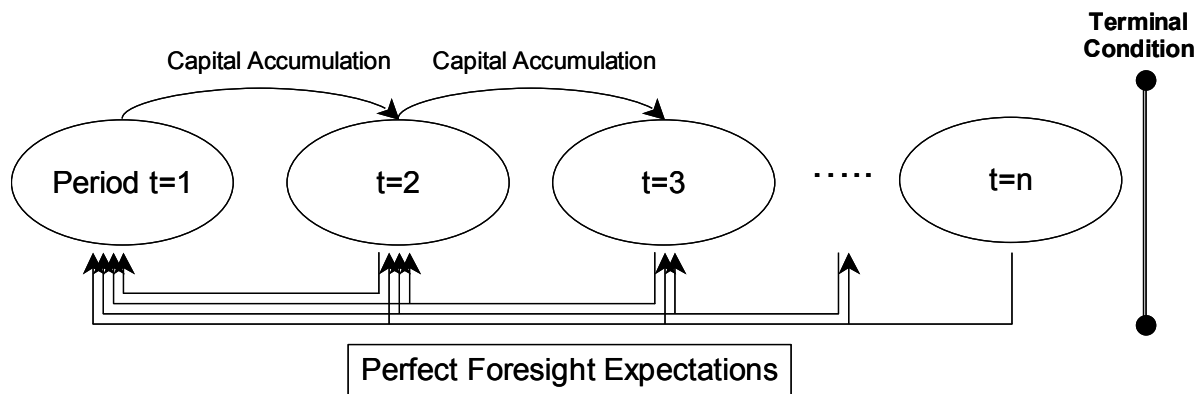 Terminal
Condition
Capital Accumulation
Capital Accumulation
Period t=1
t=2
t=3
.....
t=n
Perfect Foresight Expectations